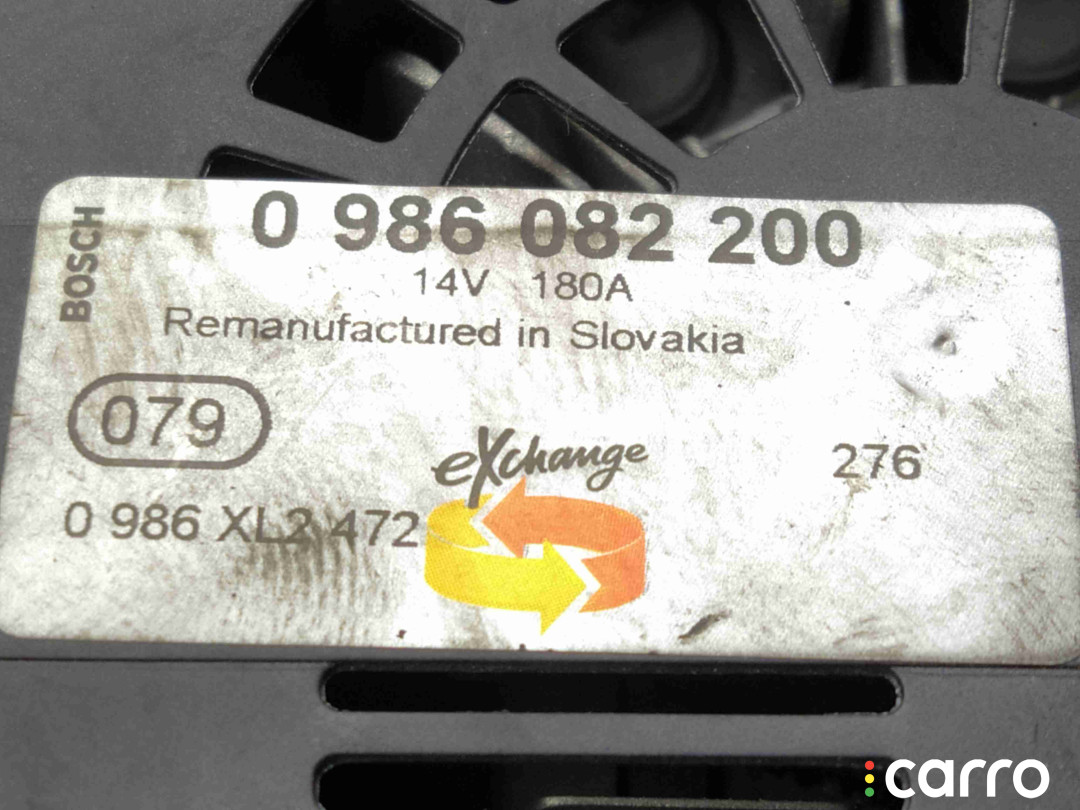 BOSCH
0 986 082 200
14V 180A
Remanufactured in Slovakia
079
eXchange
276
0 986 XL2 472
carro